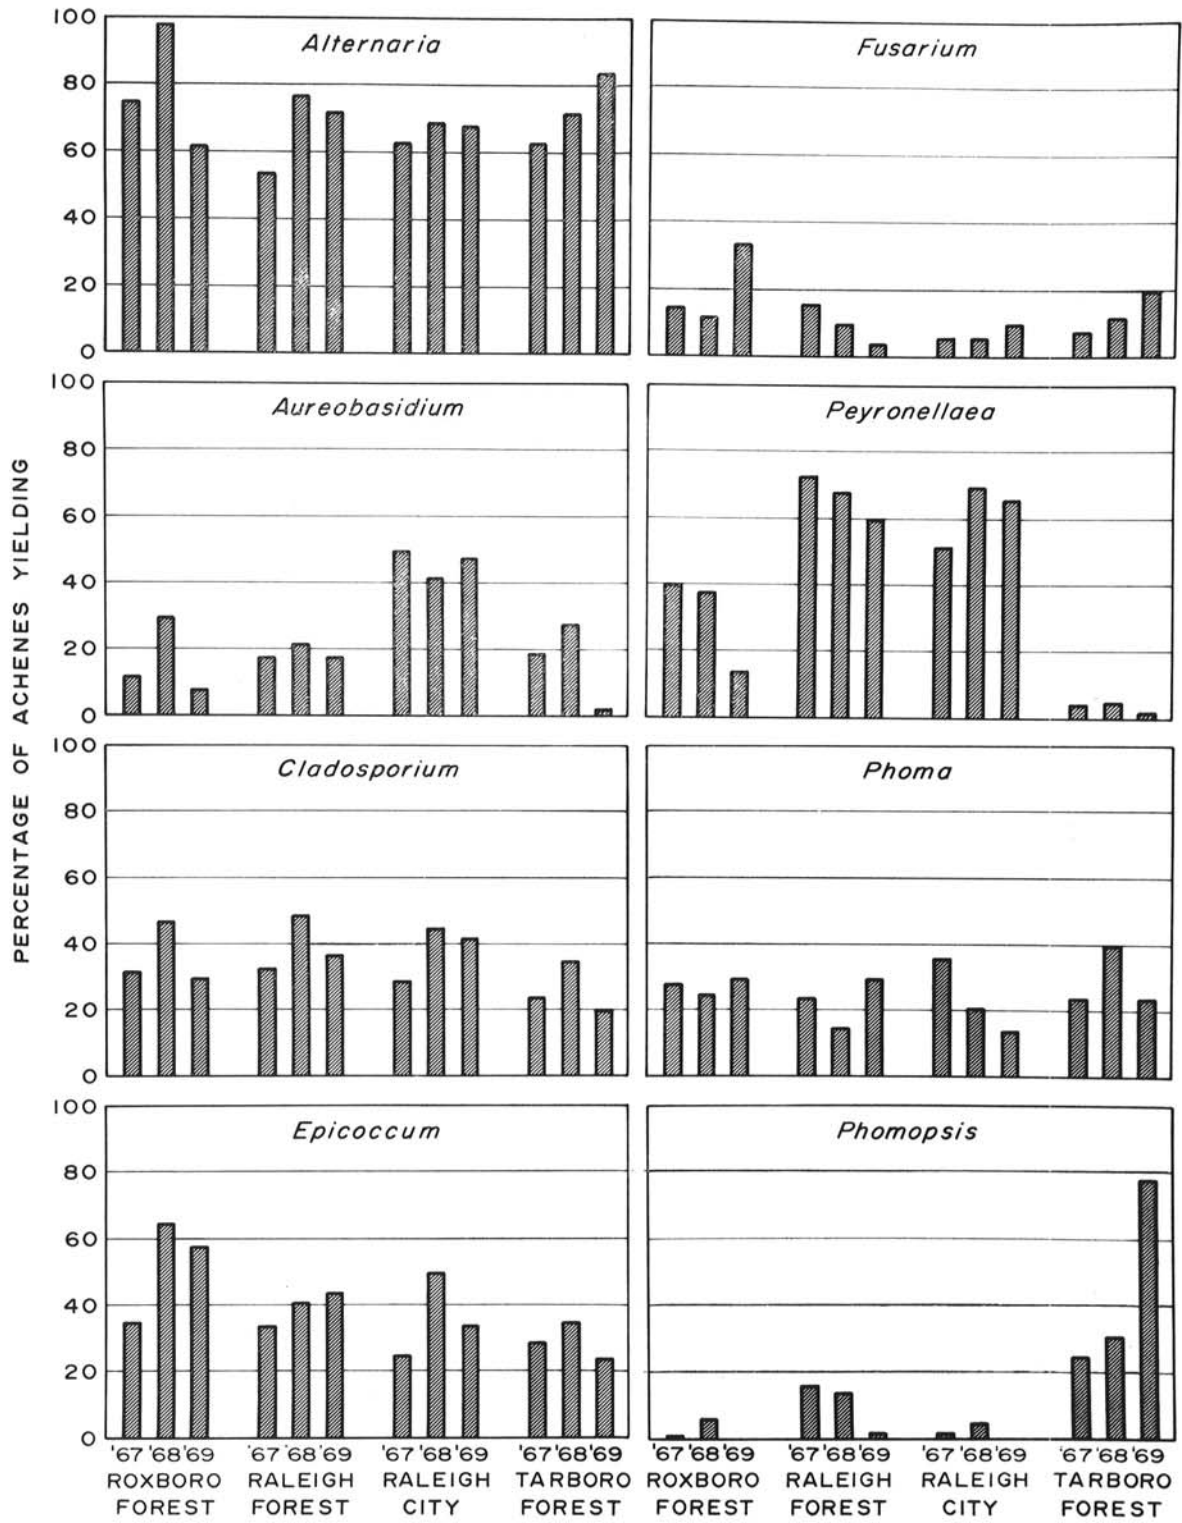 PERCENTAGE OF ACHENES YIELDING
100
80
60
40
20
0
Alternaria
Fusarium
100
80
60
40
20
0
Aureobasidium
Peyronellaea
100
80
60
40
20
0
Cladosporium
Phoma
100
80
60
40
20
0
Epicoccum
Phomopsis
'67 '68 '69 '67 '68 '69 '67 '68 '69 '67 '68 '69 '67 '68 '69 '67 '68 '69 '67 '68 '69 '67 '68 '69
ROXBORO RALEIGH RALEIGH TARBORO ROXBORO RALEIGH RALEIGH TARBORO
FOREST FOREST CITY FOREST FOREST FOREST CITY FOREST